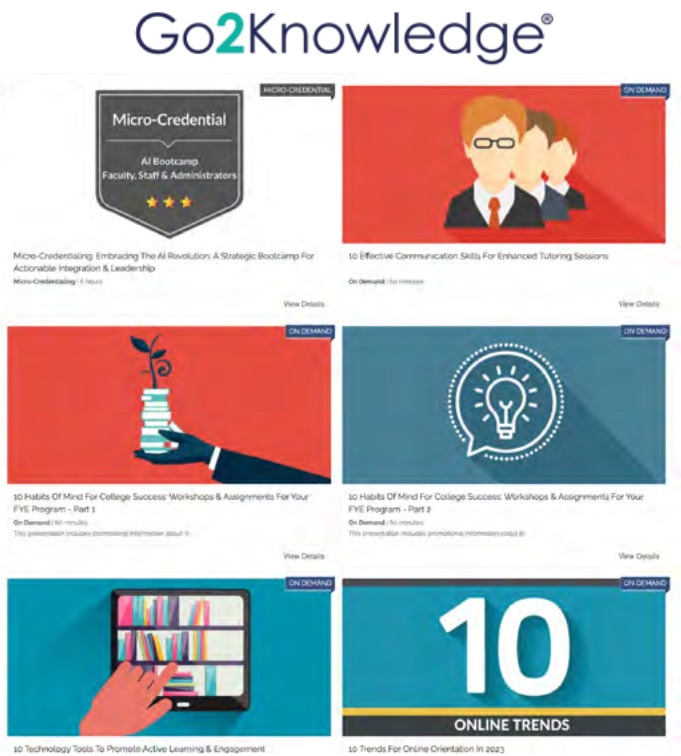 Go2Knowledge®
MICRO-CREDENTIAL
Micro-Credential
AI Bootcamp
Faculty, Staff & Administrators
Micro-Credentialing: Embracing The AI Revolution: A Strategic Bootcamp For
Actionable Integration & Leadership
Micro-Credentialing | 6 hours
View Details
ON DEMAND
10 Effective Communication Skills For Enhanced Tutoring Sessions
On Demand | 60 minutes
View Details
ON DEMAND
10 Habits Of Mind For College Success: Workshops & Assignments For Your
FYE Program - Part 1
On Demand | 60 minutes
This presentation includes promotional information about
View Details
ON DEMAND
10 Habits Of Mind For College Success: Workshops & Assignments For Your
FYE Program - Part 2
On Demand | 60 minutes
This presentation includes promotional information
View Details
ON DEMAND
10 Technology Tools To Promote Active Learning & Engagement
ON DEMAND
10
ONLINE TRENDS
10 Trends For Online Orientation In 2023